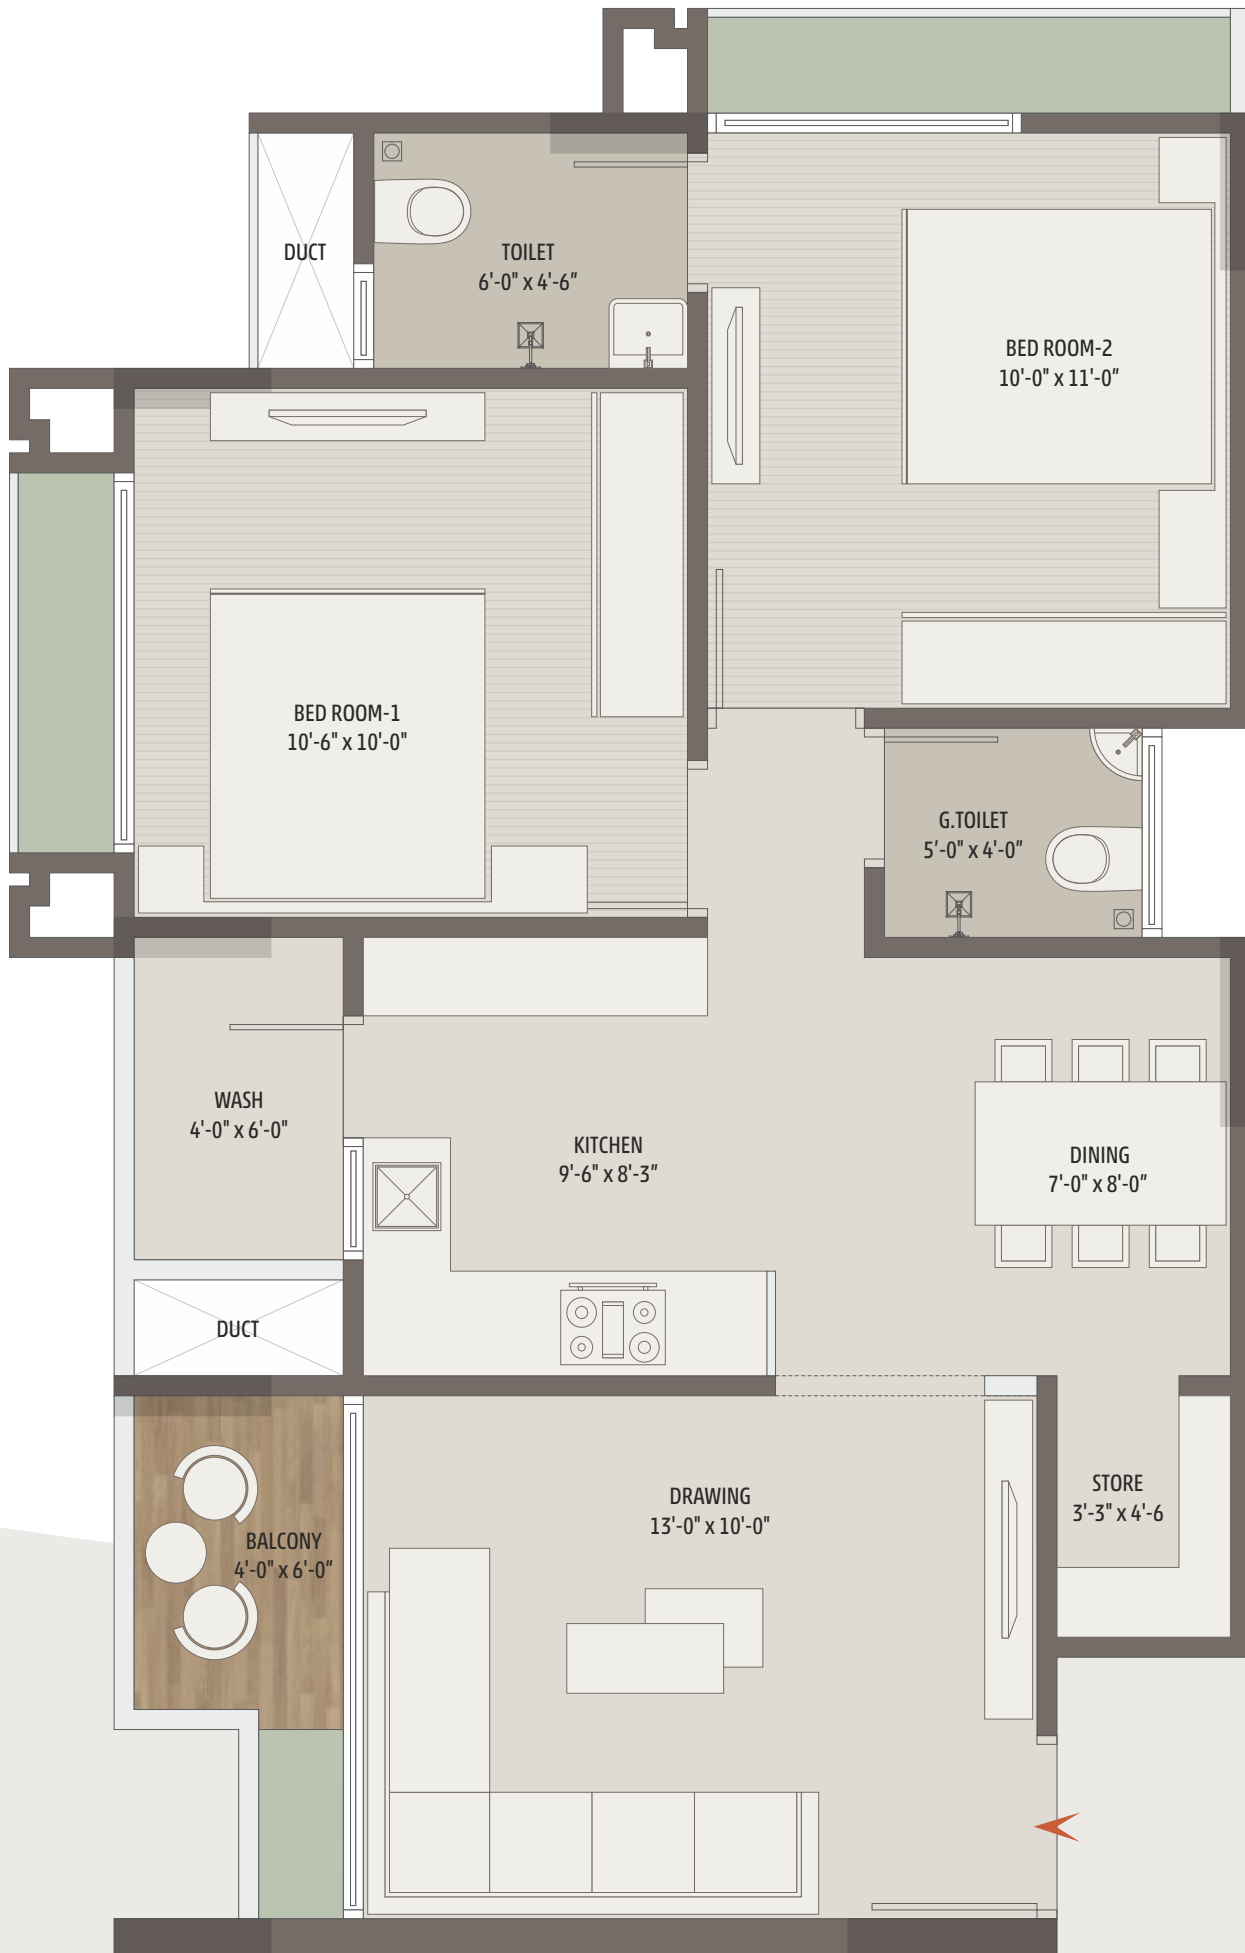 DUCT
TOILET
6'-0" x 4'-6"
BED ROOM-2
10'-0" x 11'-0"
BED ROOM-1
10'-6" x 10'-0"
G.TOILET
5'-0" x 4'-0"
WASH
4'-0" x 6'-0"
KITCHEN
9'-6" x 8'-3"
DINING
7'-0" x 8'-0"
DUCT
DRAWING
13'-0" x 10'-0"
STORE
3'-3" x 4'-6
BALCONY
4'-0" x 6'-0"